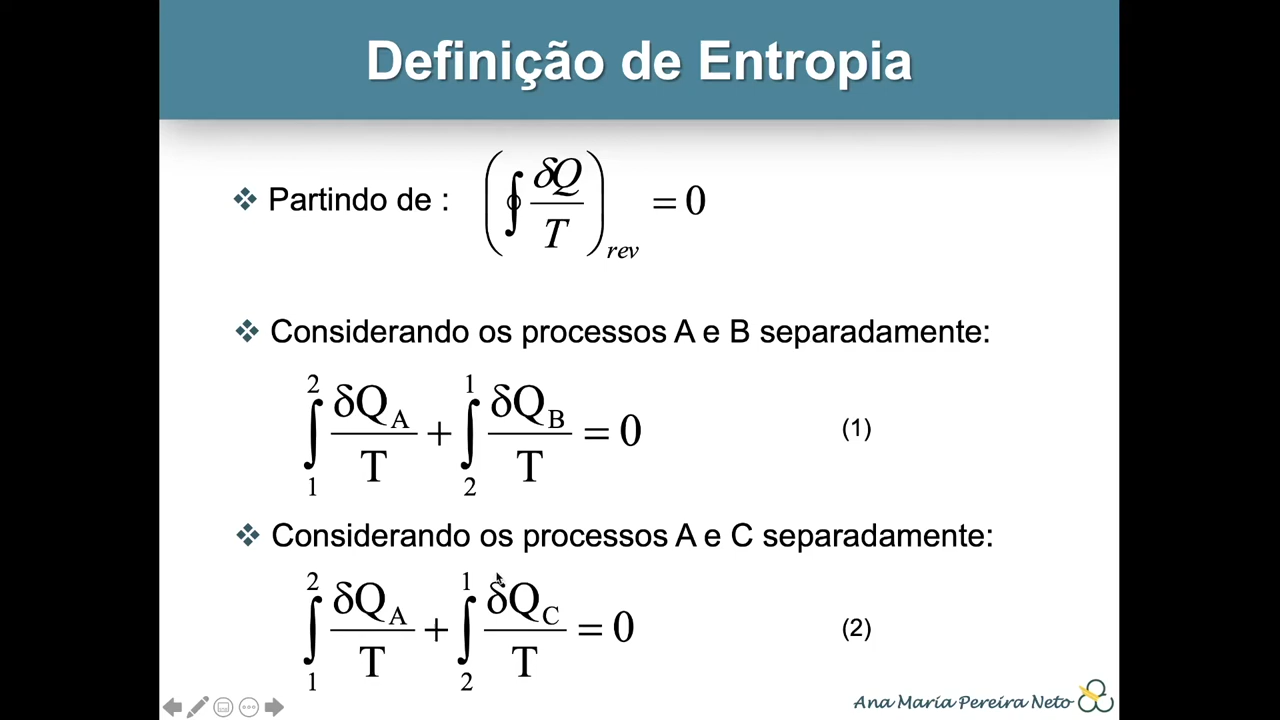 Definição de Entropia
❖ Partindo de : (∮ δQ/T)rev = 0
❖ Considerando os processos A e B separadamente:
∫₁² δQ_A/T + ∫₂¹ δQ_B/T = 0 (1)
❖ Considerando os processos A e C separadamente:
∫₁² δQ_A/T + ∫₂¹ δQ_C/T = 0 (2)
Ana Maria Pereira Neto